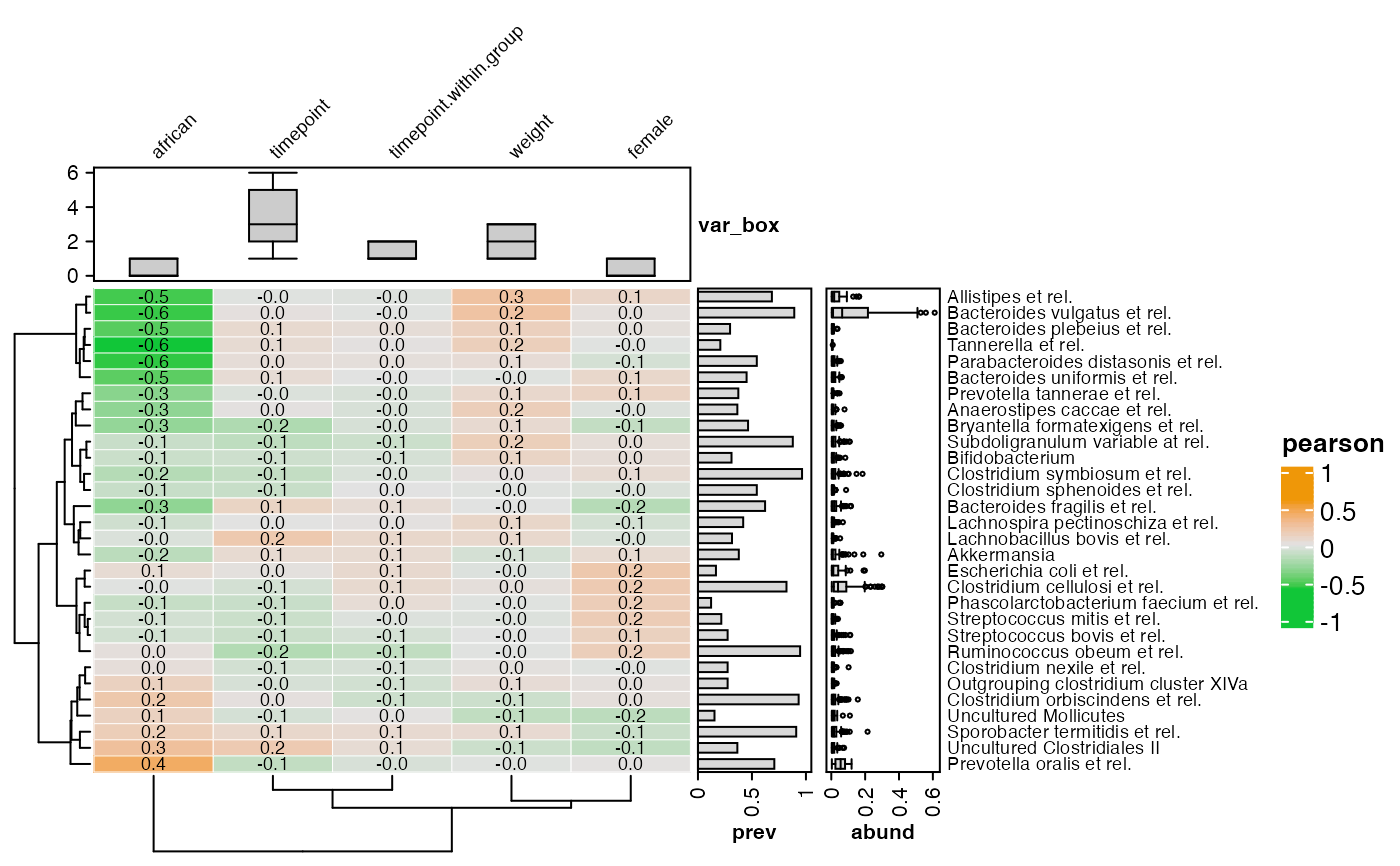 african timepoint timepoint.within.group weight female
6
4
2
0
var_box
-0.5 -0.0 -0.0 0.3 0.1 Allistipes et rel.
-0.6 0.0 -0.0 0.2 0.0 Bacteroides vulgatus et rel.
-0.5 0.1 0.0 0.1 0.0 Bacteroides plebeius et rel.
-0.6 0.1 0.0 0.2 -0.0 Tannerella et rel.
-0.6 0.0 0.0 0.1 -0.1 Parabacteroides distasonis et rel.
-0.5 0.1 -0.0 -0.0 0.1 Bacteroides uniformis et rel.
-0.3 -0.0 -0.0 0.1 0.1 Prevotella tannerae et rel.
-0.3 0.0 -0.0 0.2 -0.0 Anaerostipes caccae et rel.
-0.3 -0.2 -0.0 0.1 -0.1 Bryantella formatexigens et rel.
-0.1 -0.1 -0.1 0.2 0.0 Subdoligranulum variable at rel.
-0.1 -0.1 -0.1 0.1 0.0 Bifidobacterium
-0.2 -0.1 -0.0 0.0 0.1 Clostridium symbiosum et rel.
-0.1 -0.1 0.0 -0.0 -0.0 Clostridium sphenoides et rel.
-0.3 0.1 0.1 -0.0 -0.2 Bacteroides fragilis et rel.
-0.1 0.0 0.0 0.1 -0.1 Lachnospira pectinoschiza et rel.
-0.0 0.2 0.1 0.1 -0.0 Lachnobacillus bovis et rel.
-0.2 0.1 0.1 -0.1 0.1 Akkermansia
0.1 0.0 0.1 -0.0 0.2 Escherichia coli et rel.
-0.0 -0.1 0.1 0.0 0.2 Clostridium cellulosi et rel.
-0.1 -0.1 0.0 -0.0 0.2 Phascolarctobacterium faecium et rel.
-0.1 -0.1 -0.0 -0.0 0.2 Streptococcus mitis et rel.
-0.1 -0.1 -0.1 -0.0 0.1 Streptococcus bovis et rel.
0.0 -0.2 -0.1 -0.0 0.2 Ruminococcus obeum et rel.
0.0 -0.1 -0.1 0.0 -0.0 Clostridium nexile et rel.
0.1 -0.0 -0.1 0.1 0.0 Outgrouping clostridium cluster XIVa
0.2 0.0 -0.1 -0.1 0.0 Clostridium orbiscindens et rel.
0.1 -0.1 0.0 -0.1 -0.2 Uncultured Mollicutes
0.2 0.1 0.1 0.1 -0.1 Sporobacter termitidis et rel.
0.3 0.2 0.1 -0.1 -0.1 Uncultured Clostridiales II
0.4 -0.1 -0.0 -0.0 0.0 Prevotella oralis et rel.
0 0.5 1
prev
0 0.2 0.4 0.6
abund
pearson
1
0.5
0
-0.5
-1